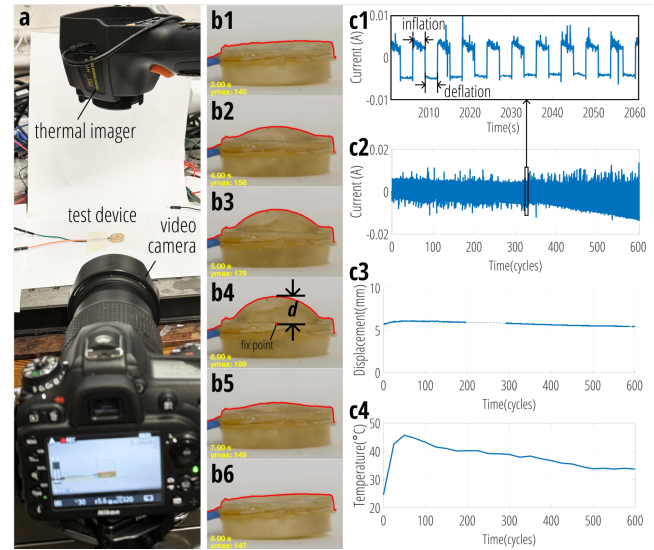 a
thermal imager
test device
video
camera
REC
Nikon
b1
3.00 s
ymax: 145
b2
4.00 s
ymax: 158
b3
5.00 s
ymax: 179
b4
d
fix point
6.00 s
ymax: 189
b5
7.00 s
ymax: 149
b6
8.00 s
ymax: 147
c1
0.01
0
-0.01
Current (A)
inflation
deflation
2010 2020 2030 2040 2050 2060
Time(s)
c2
0.02
0
-0.02
Current (A)
0 100 200 300 400 500 600
Time(cycles)
c3
10
5
0
Displacement(mm)
0 100 200 300 400 500 600
Time(cycles)
c4
50
40
30
20
Temperature(°C)
0 100 200 300 400 500 600
Time(cycles)